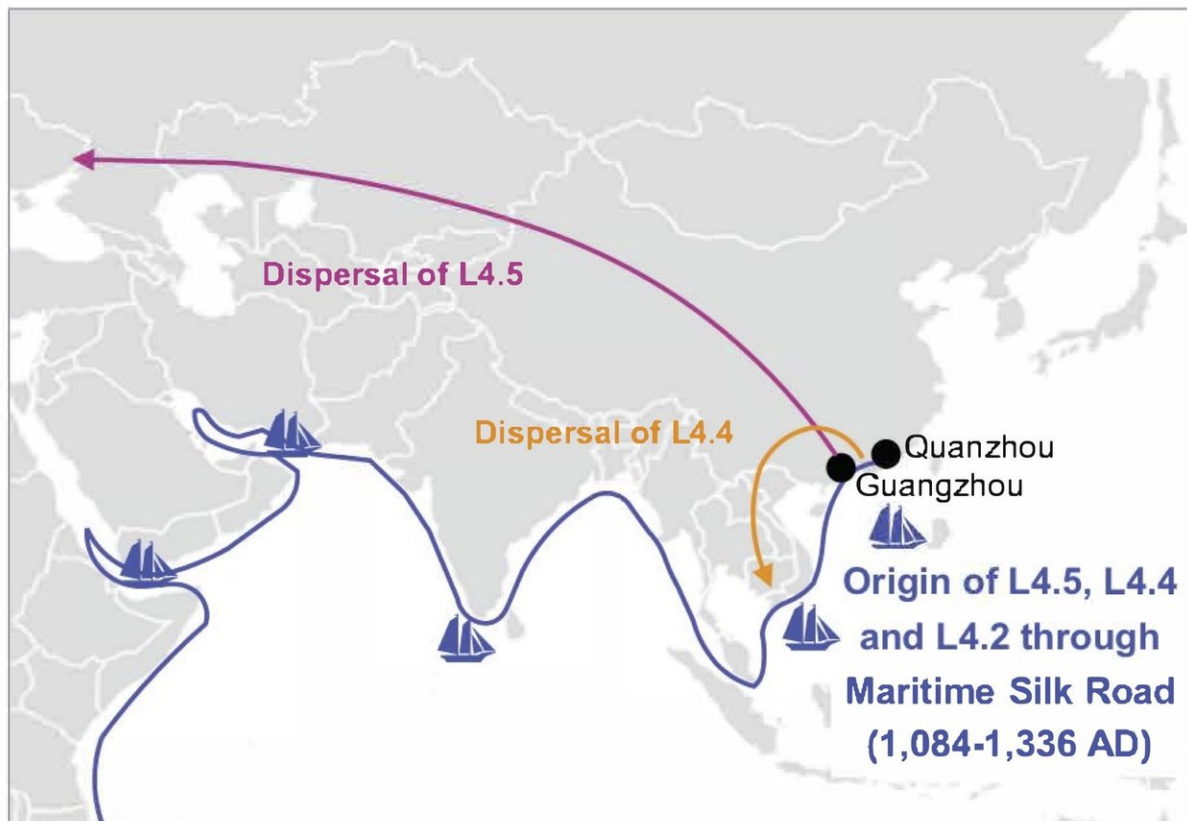 Dispersal of L4.5
Dispersal of L4.4
Quanzhou
Guangzhou
Origin of L4.5, L4.4
and L4.2 through
Maritime Silk Road
(1,084-1,336 AD)